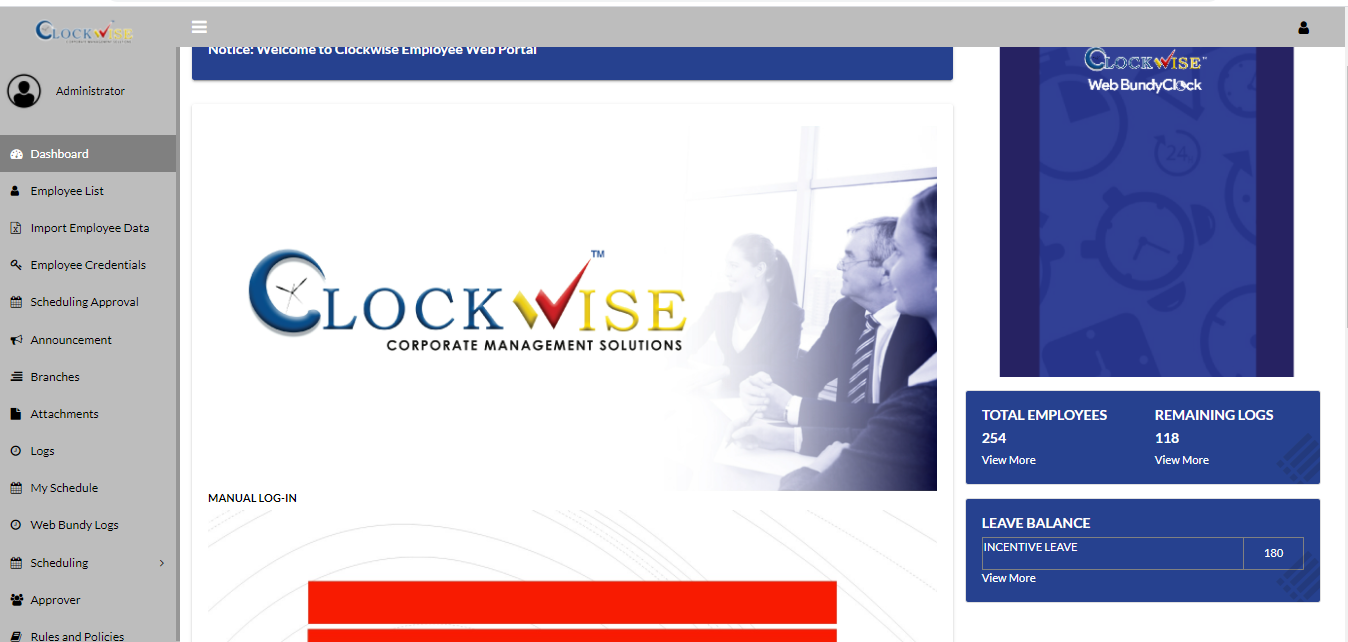 CLOCKWISE
Administrator
Dashboard
Employee List
Import Employee Data
Employee Credentials
Scheduling Approval
Announcement
Branches
Attachments
Logs
My Schedule
Web Bundy Logs
Scheduling
Approver
Rules and Policies
Notice: Welcome to Clockwise Employee Web Portal
CLOCKWISE™
CORPORATE MANAGEMENT SOLUTIONS
MANUAL LOG-IN
CLOCKWISE™
Web BundyClock
24
TOTAL EMPLOYEES
254
View More
REMAINING LOGS
118
View More
LEAVE BALANCE
INCENTIVE LEAVE 180
View More